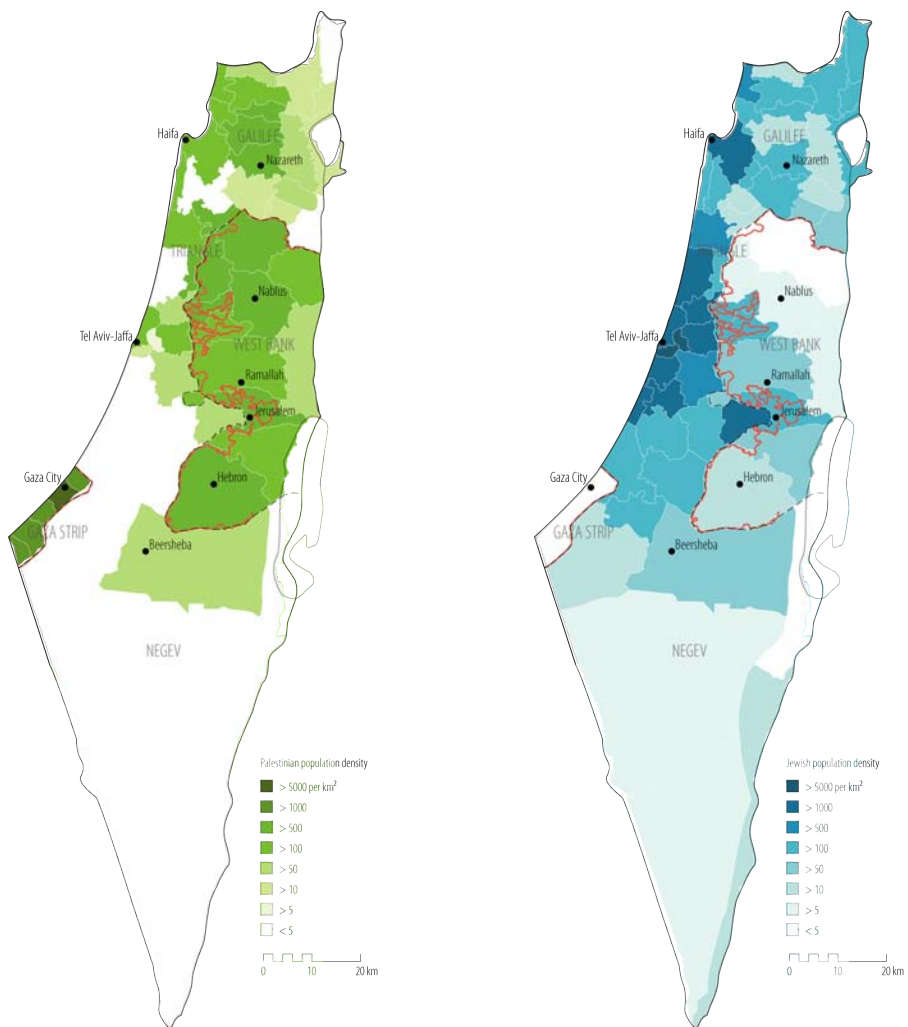 Haifa
GALILEE
Nazareth
TRIANGLE
Nablus
Tel Aviv-Jaffa
WEST BANK
Ramallah
Jerusalem
Gaza City
Hebron
GAZA STRIP
Beersheba
NEGEV
Palestinian population density
> 5000 per km²
> 1000
> 500
> 100
> 50
> 10
> 5
< 5
0 10 20 km
Haifa
GALILEE
Nazareth
TRIANGLE
Nablus
Tel Aviv-Jaffa
WEST BANK
Ramallah
Jerusalem
Gaza City
Hebron
GAZA STRIP
Beersheba
NEGEV
Jewish population density
> 5000 per km²
> 1000
> 500
> 100
> 50
> 10
> 5
< 5
0 10 20 km